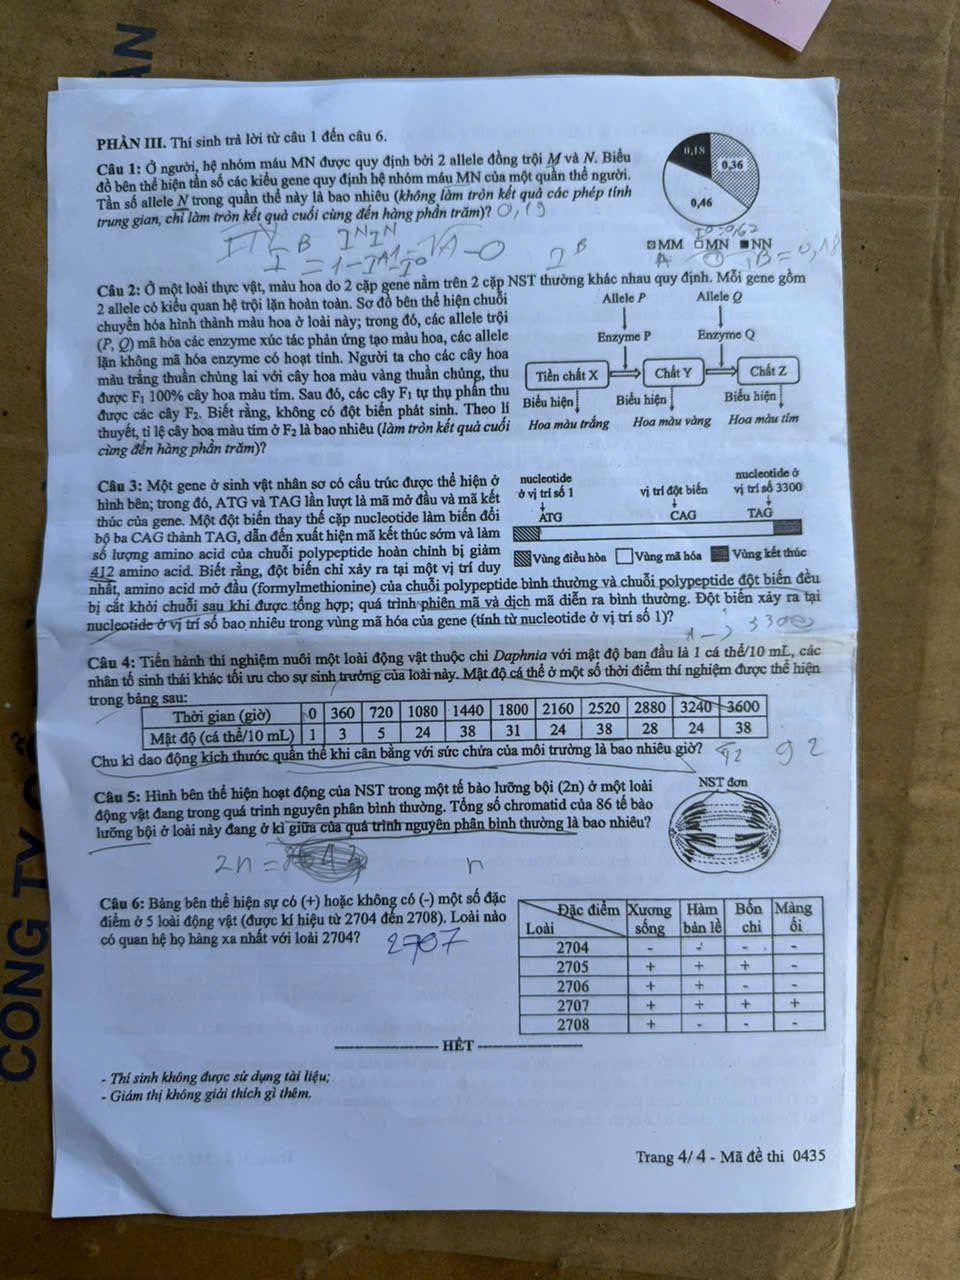 PHẦN III. Thí sinh trả lời từ câu 1 đến câu 6.
Câu 1: Ở người, hệ nhóm máu MN được quy định bởi 2 allele đồng trội M và N. Biểu
đồ bên thể hiện tần số các kiểu gene quy định hệ nhóm máu MN của một quần thể người.
Tần số allele N trong quần thể này là bao nhiêu (không làm tròn kết quả các phép tính
trung gian, chỉ làm tròn kết quả cuối cùng đến hàng phần trăm)? 0,19
0,18
0,36
0,46
MM MN NN
Câu 2: Ở một loài thực vật, màu hoa do 2 cặp gene nằm trên 2 cặp NST thường khác nhau quy định. Mỗi gene gồm
2 allele có kiểu quan hệ trội lặn hoàn toàn. Sơ đồ bên thể hiện chuỗi
chuyển hóa hình thành màu hoa ở loài này; trong đó, các allele trội
(P, Q) mã hóa các enzyme xúc tác phản ứng tạo màu hoa, các allele
lặn không mã hóa enzyme có hoạt tính. Người ta cho các cây hoa
màu trắng thuần chủng lai với cây hoa màu vàng thuần chủng, thu
được F1 100% cây hoa màu tím. Sau đó, các cây F1 tự thụ phấn thu
được các cây F2. Biết rằng, không có đột biến phát sinh. Theo lí
thuyết, tỉ lệ cây hoa màu tím ở F2 là bao nhiêu (làm tròn kết quả cuối
cùng đến hàng phần trăm)?
Allele P Allele Q
Enzyme P Enzyme Q
Tiền chất X Chất Y Chất Z
Biểu hiện Biểu hiện Biểu hiện
Hoa màu trắng Hoa màu vàng Hoa màu tím
Câu 3: Một gene ở sinh vật nhân sơ có cấu trúc được thể hiện ở
hình bên; trong đó, ATG và TAG lần lượt là mã mở đầu và mã kết
thúc của gene. Một đột biến thay thế cặp nucleotide làm biến đổi
bộ ba CAG thành TAG, dẫn đến xuất hiện mã kết thúc sớm và làm
số lượng amino acid của chuỗi polypeptide hoàn chỉnh bị giảm
412 amino acid. Biết rằng, đột biến chỉ xảy ra tại một vị trí duy
nhất, amino acid mở đầu (formylmethionine) của chuỗi polypeptide bình thường và chuỗi polypeptide đột biến đều
bị cắt khỏi chuỗi sau khi được tổng hợp; quá trình phiên mã và dịch mã diễn ra bình thường. Đột biến xảy ra tại
nucleotide ở vị trí số bao nhiêu trong vùng mã hóa của gene (tính từ nucleotide ở vị trí số 1)?
nucleotide
ở vị trí số 1
vị trí đột biến
nucleotide ở
vị trí số 3300
ATG CAG TAG
Vùng điều hòa Vùng mã hóa Vùng kết thúc
Câu 4: Tiến hành thí nghiệm nuôi một loài động vật thuộc chi Daphnia với mật độ ban đầu là 1 cá thể/10 mL, các
nhân tố sinh thái khác tối ưu cho sự sinh trưởng của loài này. Mật độ cá thể ở một số thời điểm thí nghiệm được thể hiện
trong bảng sau:
Thời gian (giờ) 0 360 720 1080 1440 1800 2160 2520 2880 3240 3600
Mật độ (cá thể/10 mL) 1 3 5 24 38 31 24 38 28 24 38
Chu kì dao động kích thước quần thể khi cân bằng với sức chứa của môi trường là bao nhiêu giờ?
92
Câu 5: Hình bên thể hiện hoạt động của NST trong một tế bào lưỡng bội (2n) ở một loài
động vật đang trong quá trình nguyên phân bình thường. Tổng số chromatid của 86 tế bào
lưỡng bội ở loài này đang ở kì giữa của quá trình nguyên phân bình thường là bao nhiêu?
NST đơn
2n =
n
Câu 6: Bảng bên thể hiện sự có (+) hoặc không có (-) một số đặc
điểm ở 5 loài động vật (được kí hiệu từ 2704 đến 2708). Loài nào
có quan hệ họ hàng xa nhất với loài 2704? 2707
Đặc điểm Xương Hàm Bốn Màng
Loài sống bản lề chi ối
2704 - - - -
2705 + + + -
2706 + + - -
2707 + + + +
2708 + - - -
HẾT
- Thí sinh không được sử dụng tài liệu;
- Giám thị không giải thích gì thêm.
Trang 4/4 - Mã đề thi 0435
CÔNG TY